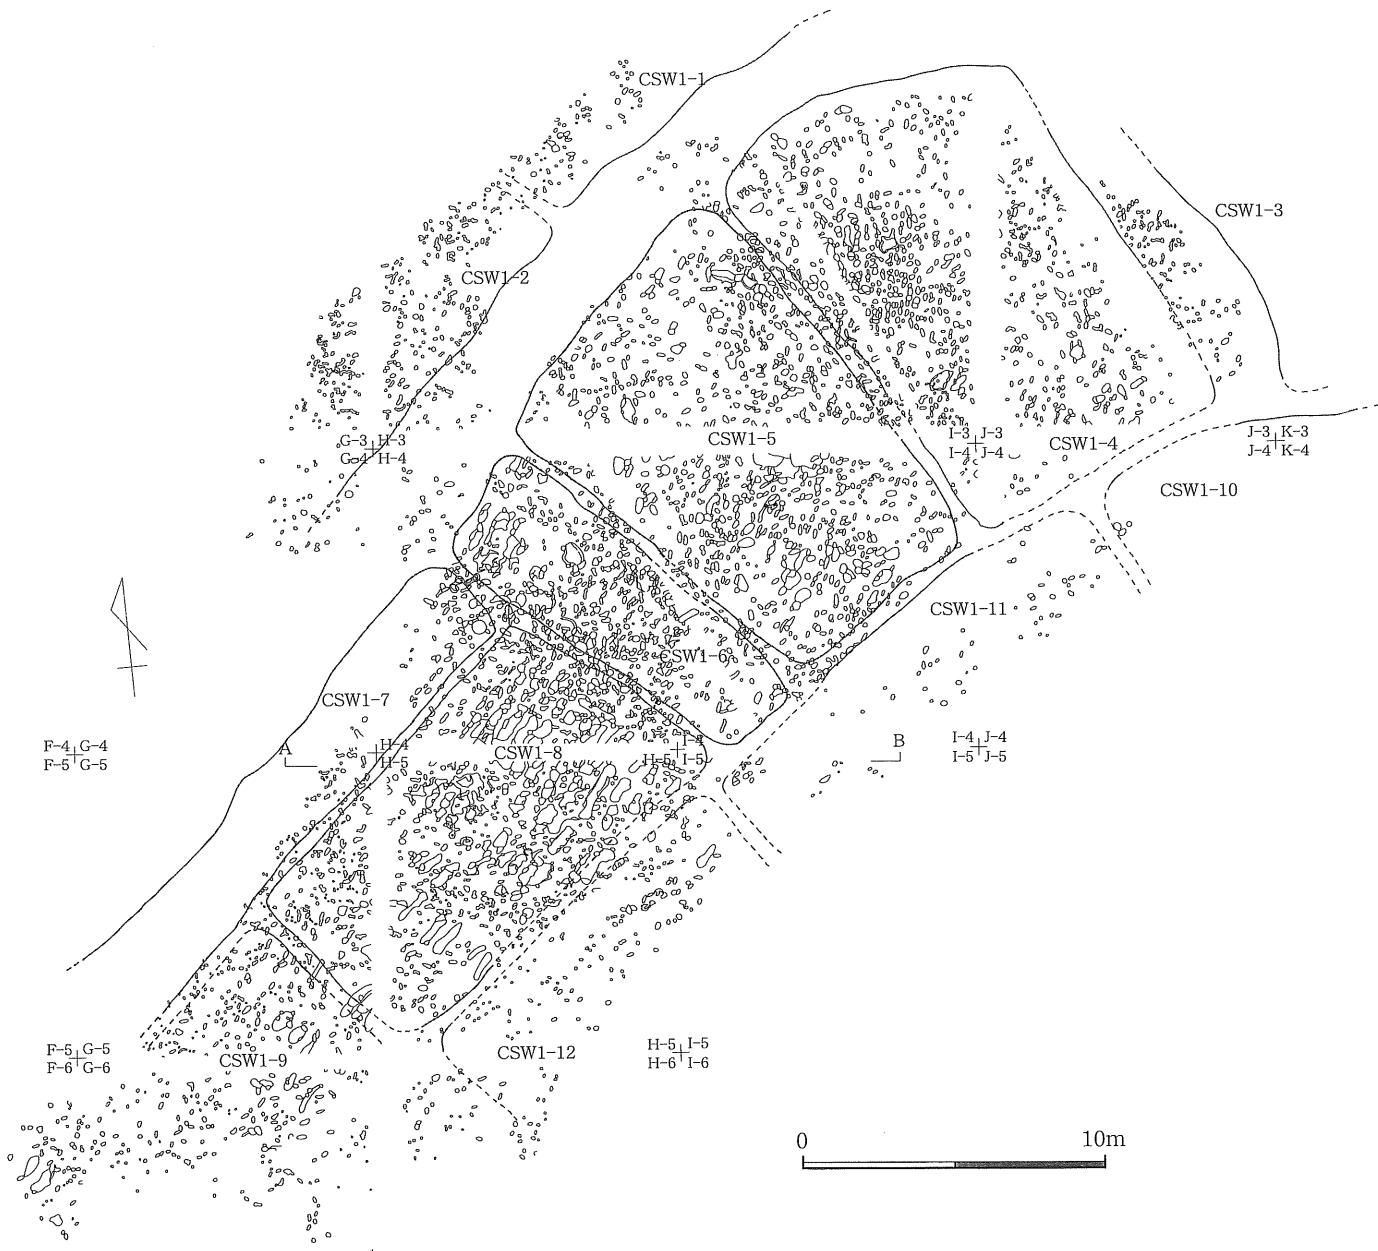 CSW1-1
CSW1-3
CSW1-2
G-3 H-3
G-4 H-4
CSW1-5
I-3 J-3
I-4 J-4
CSW1-4
J-3 K-3
J-4 K-4
CSW1-10
CSW1-11
CSW1-6
CSW1-7
F-4 G-4
F-5 G-5
A
H-4
H-5
CSW1-8
I-4
H-5 I-5
B
I-4 J-4
I-5 J-5
F-5 G-5
F-6 G-6
CSW1-9
CSW1-12
H-5 I-5
H-6 I-6
0 10m